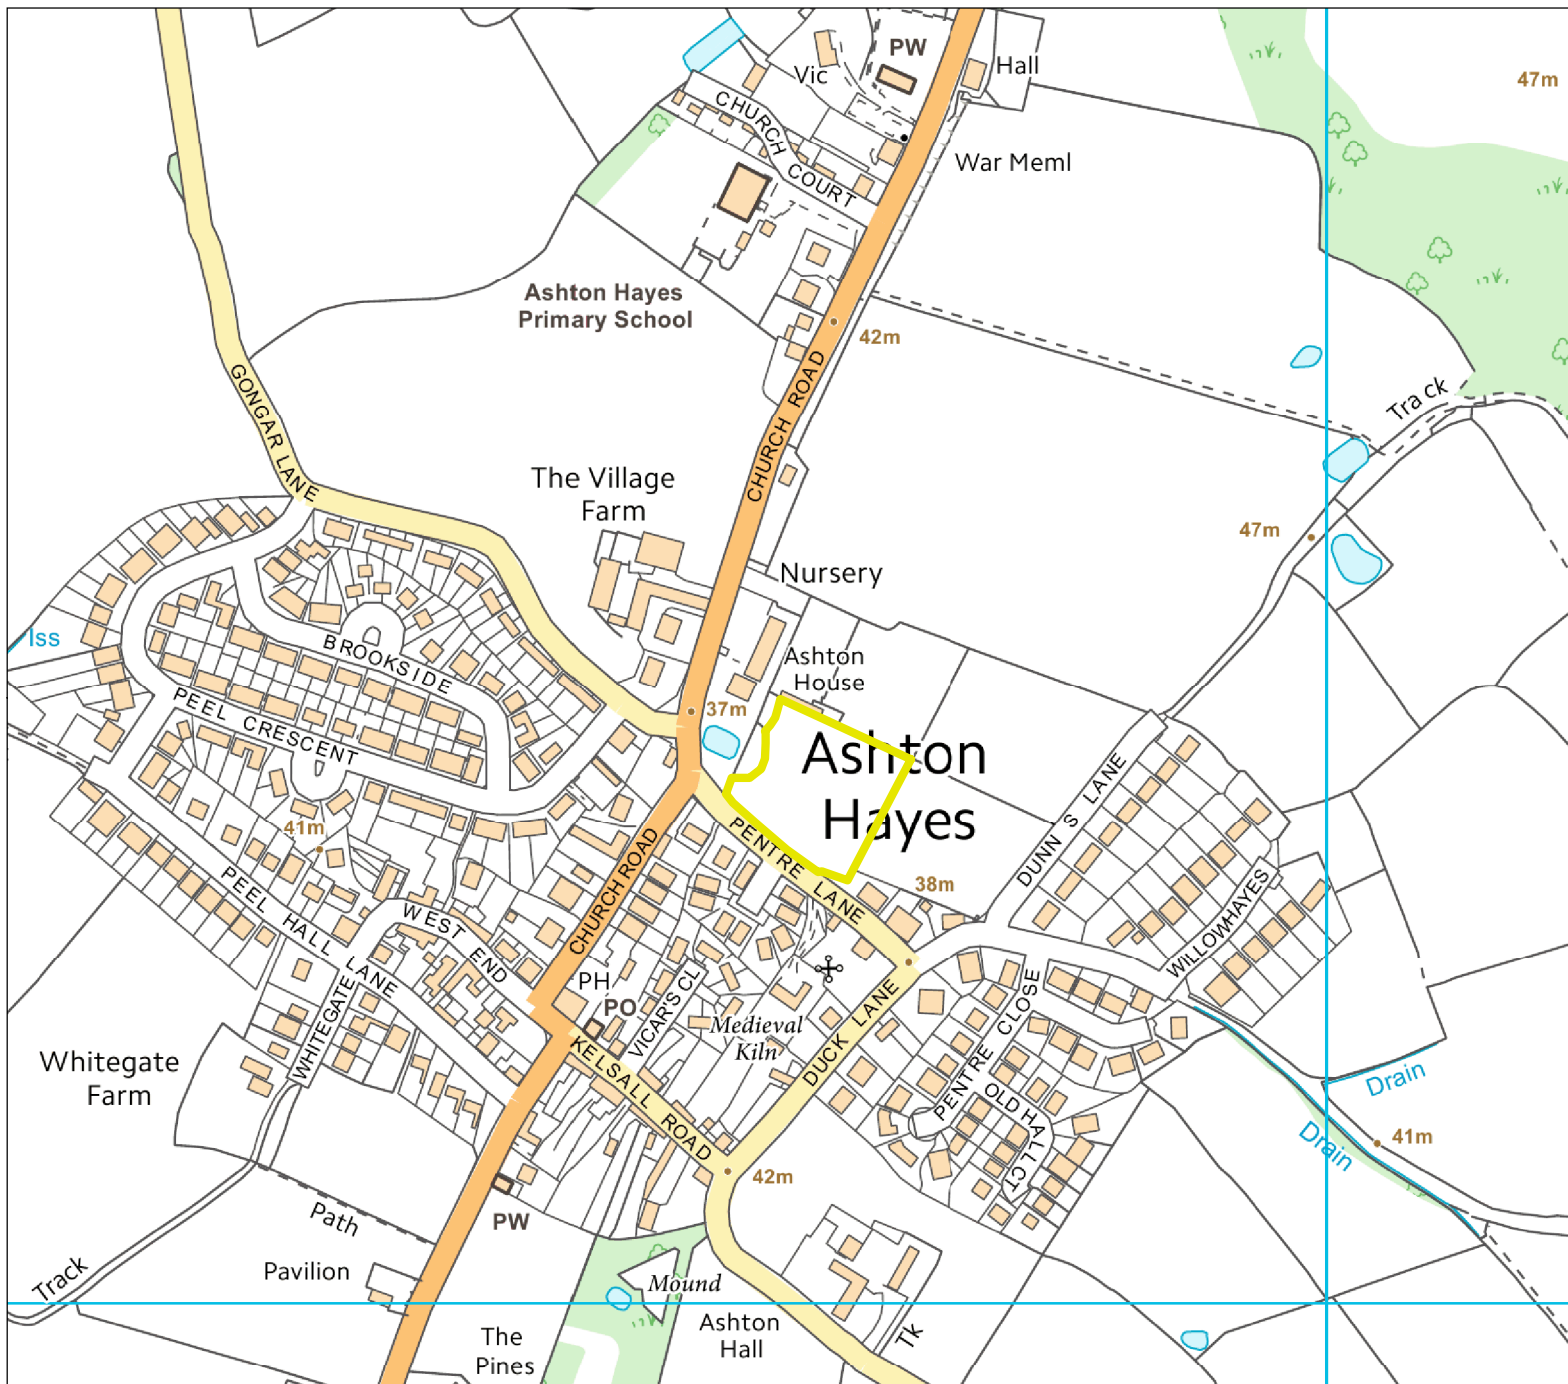 PW
Hall
Vic
47m
CHURCH COURT
War Meml
Ashton Hayes
Primary School
42m
CHURCH ROAD
GONGAR LANE
Track
The Village
Farm
47m
Nursery
Iss
BROOKSIDE
Ashton
House
PEEL CRESCENT
37m
Ashton
Hayes
DUNN S LANE
41m
PENTRE LANE
CHURCH ROAD
38m
PEEL HALL LANE
WEST END
WILLOWHAYES
PH
PO
VICAR'S CL
WHITEGATE
Medieval
Kiln
DUCK LANE
PENTRE CLOSE
Whitegate
Farm
KELSALL ROAD
OLD HALL CT
Drain
Drain
41m
42m
PW
Path
Track
Pavilion
Mound
The
Pines
Ashton
Hall
Tk